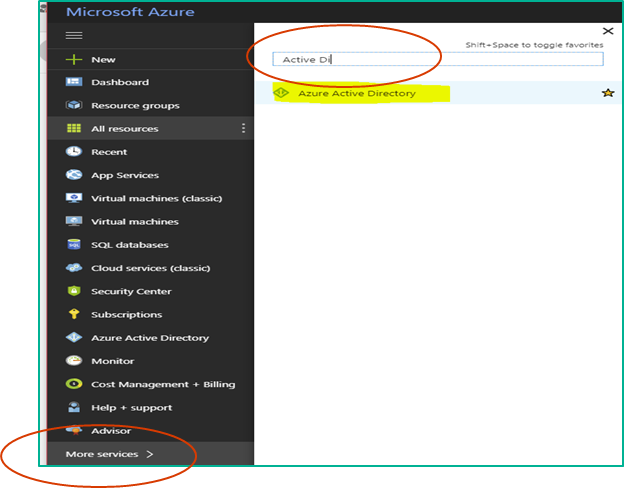 Microsoft Azure
Shift+Space to toggle favorites
New
Active Di
Dashboard
Azure Active Directory
Resource groups
All resources
Recent
App Services
Virtual machines (classic)
Virtual machines
SQL databases
Cloud services (classic)
Security Center
Subscriptions
Azure Active Directory
Monitor
Cost Management + Billing
Help + support
Advisor
More services